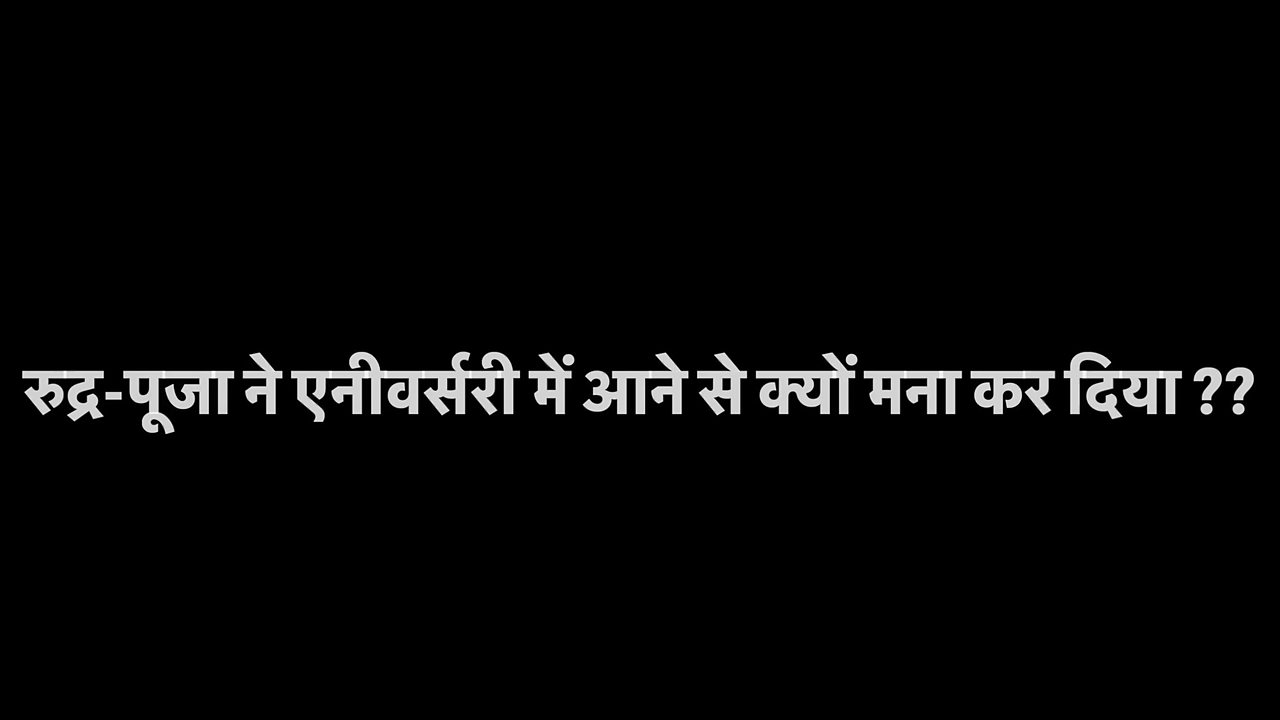 रुद्र-पूजा ने एनीवर्सरी में आने से क्यों मना कर दिया ??